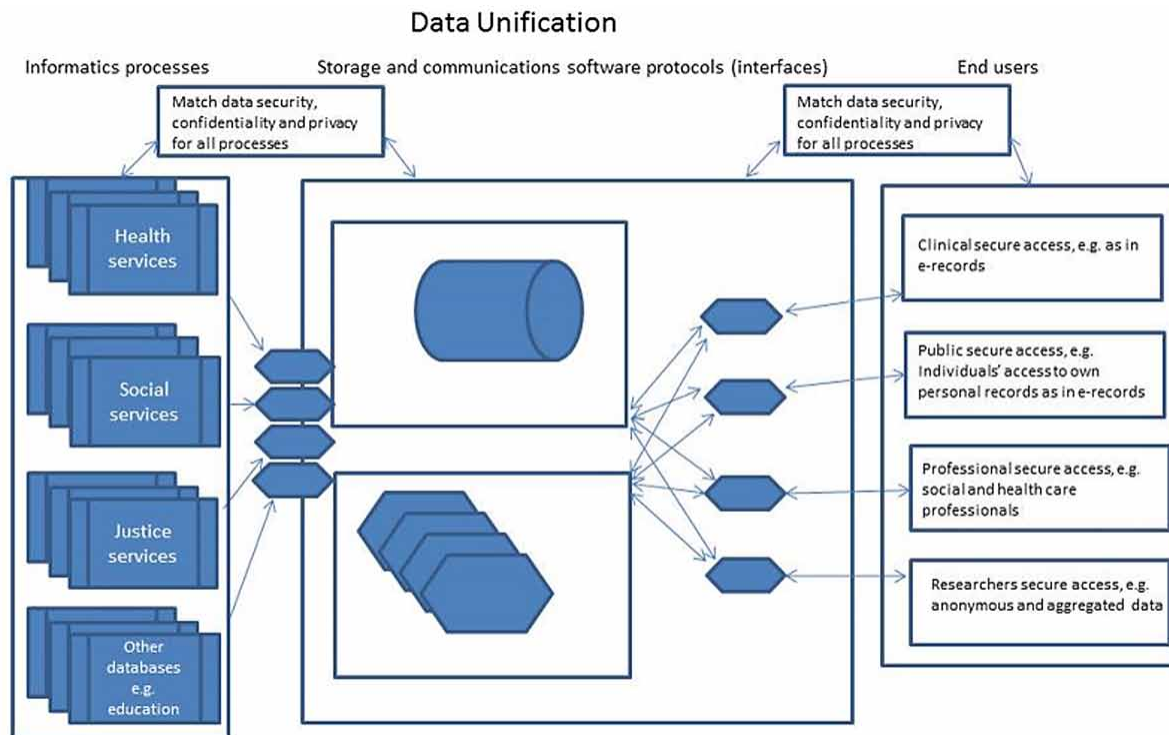 Data Unification
Informatics processes
Storage and communications software protocols (interfaces)
End users
Match data security,
confidentiality and privacy
for all processes
Match data security,
confidentiality and privacy
for all processes
Health
services
Social
services
Justice
services
Other
databases
e.g.
education
Clinical secure access, e.g. as in
e-records
Public secure access, e.g.
Individuals' access to own
personal records as in e-records
Professional secure access, e.g.
social and health care
professionals
Researchers secure access, e.g.
anonymous and aggregated data